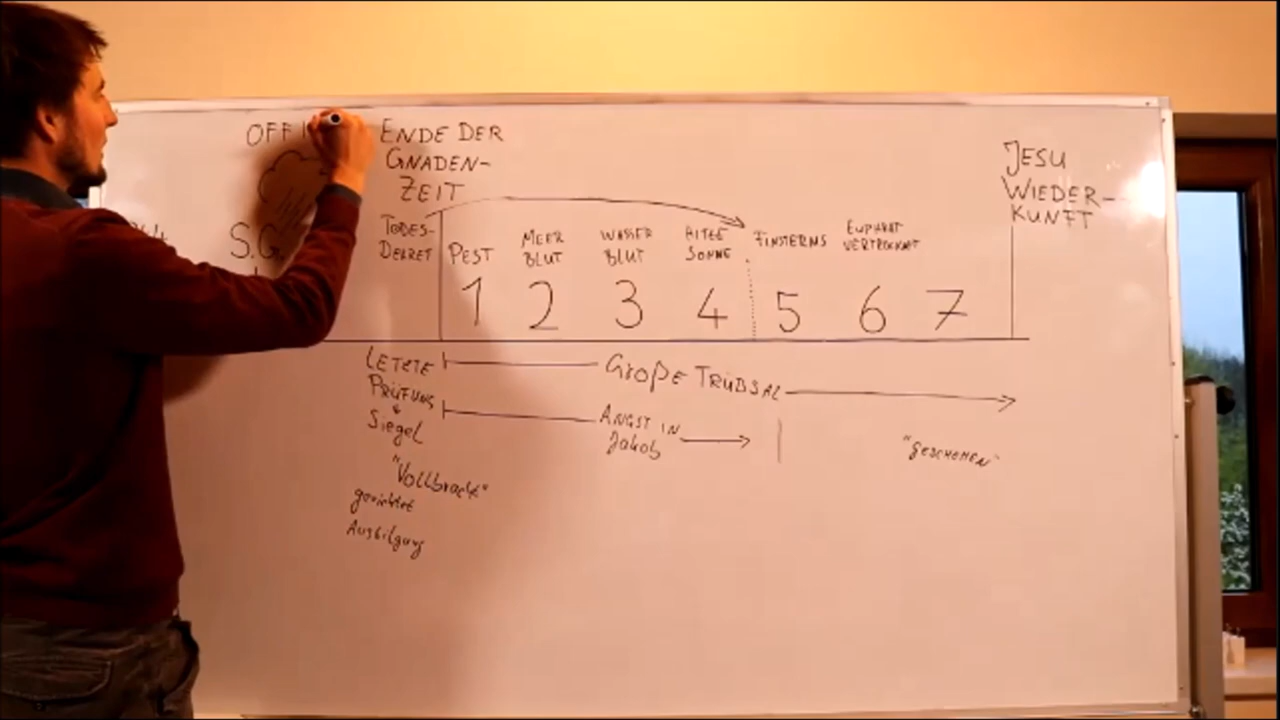 OFF 1
ENDE DER
GNADEN-
ZEIT
JESU
WIEDER-
KUNFT
S.G.
TODES-
DEKRET
PEST
MEER
BLUT
WASSER
BLUT
HITZE
SONNE
FINSTERNIS
EUPHRAT
VERTROCKNET
1 2 3 4 5 6 7
LETZTE
PRÜFUNG
Siegel
GROßE TRÜBSAL
ANGST IN
Jakob
"Vollbracht"
gerichtet
Austilgung
"GESCHEHEN"